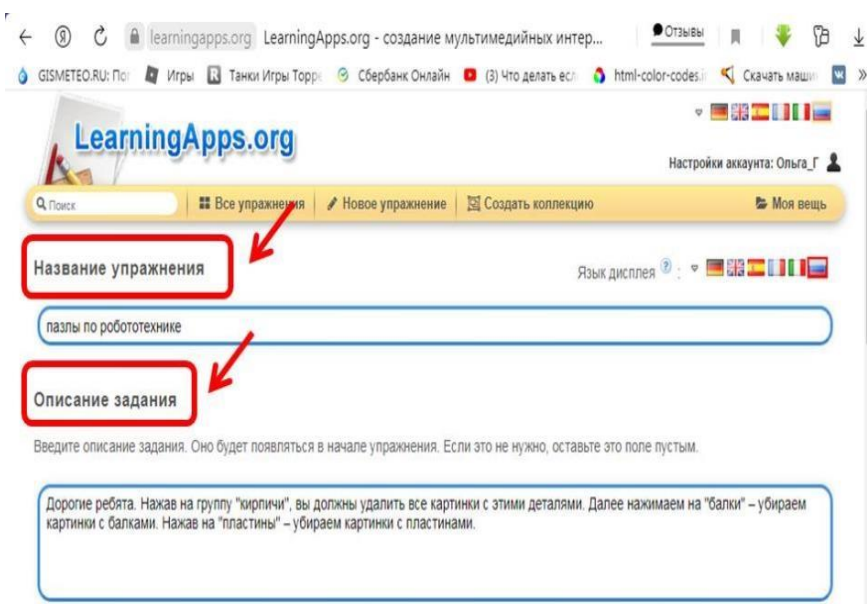 learningapps.org LearningApps.org - создание мультимедийных интер... Отзывы
GISMETEO.RU: Пог Игры Танки Игры Торре Сбербанк Онлайн (3) Что делать есл html-color-codes.i Скачать маши
LearningApps.org
Настройки аккаунта: Ольга_Г
Поиск Все упражнения Новое упражнение Создать коллекцию Моя вещь
Название упражнения
Язык дисплея ? :
пазлы по робототехнике
Описание задания
Введите описание задания. Оно будет появляться в начале упражнения. Если это не нужно, оставьте это поле пустым.
Дорогие ребята. Нажав на группу "кирпичи", вы должны удалить все картинки с этими деталями. Далее нажимаем на "балки" – убираем
картинки с балками. Нажав на "пластины" – убираем картинки с пластинами.